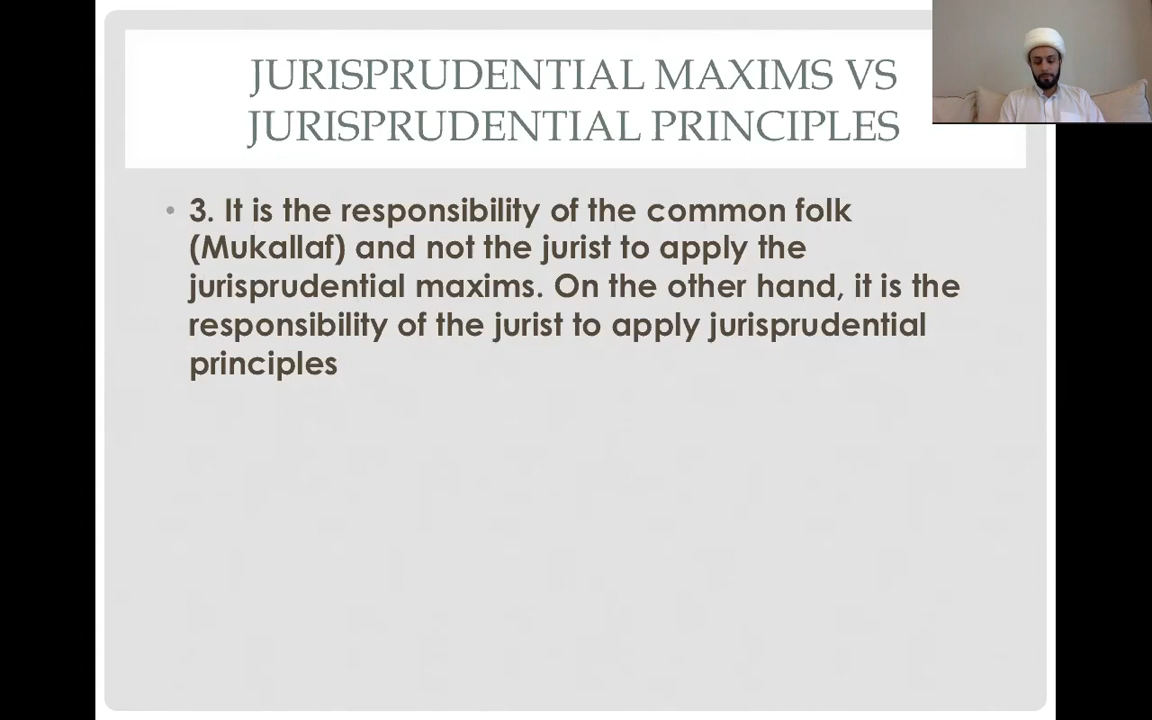 JURISPRUDENTIAL MAXIMS VS
JURISPRUDENTIAL PRINCIPLES
• 3. It is the responsibility of the common folk
(Mukallaf) and not the jurist to apply the
jurisprudential maxims. On the other hand, it is the
responsibility of the jurist to apply jurisprudential
principles